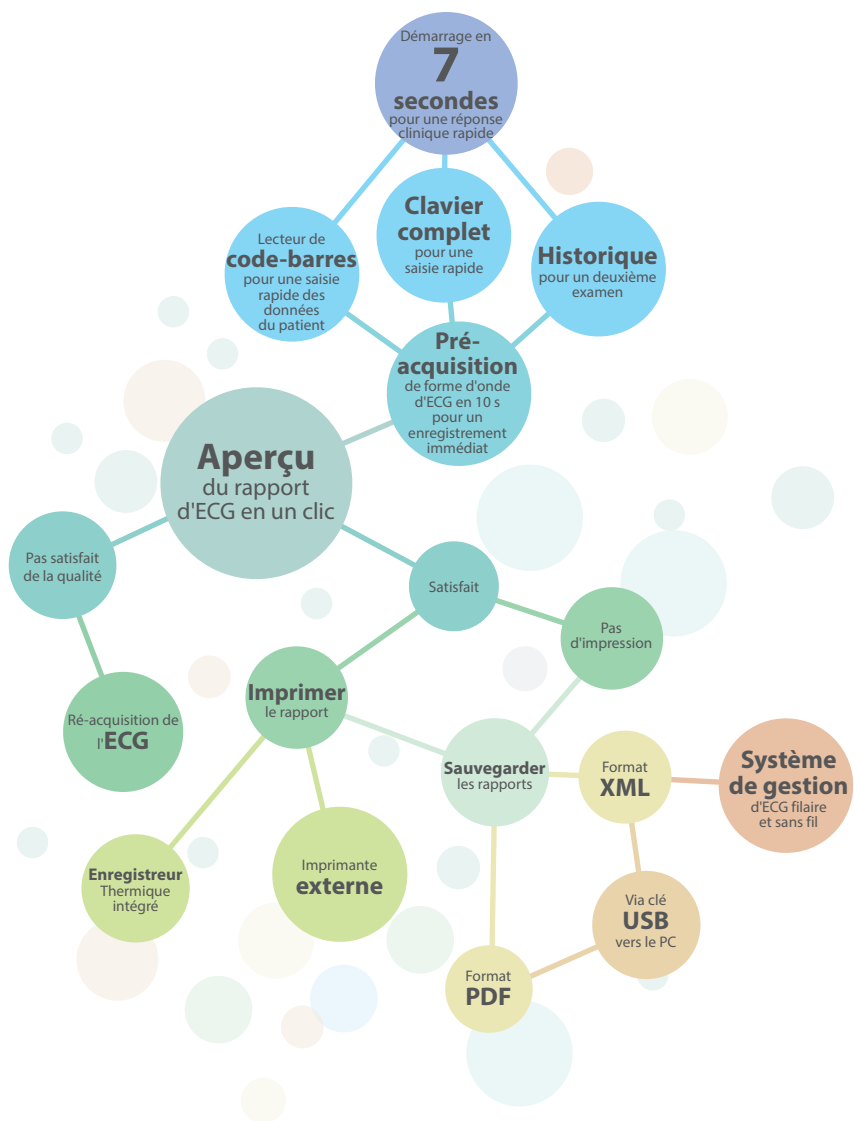 Démarrage en
7
secondes
pour une réponse
clinique rapide
Clavier
complet
pour une
saisie rapide
Lecteur de
code-barres
pour une saisie
rapide des
données
du patient
Historique
pour un deuxième
examen
Pré-
acquisition
de forme d'onde
d'ECG en 10 s
pour un
enregistrement
immédiat
Aperçu
du rapport
d'ECG en un clic
Pas satisfait
de la qualité
Satisfait
Pas
d'impression
Ré-acquisition de
l'ECG
Imprimer
le rapport
Sauvegarder
les rapports
Format
XML
Système
de gestion
d'ECG filaire
et sans fil
Enregistreur
Thermique
intégré
Imprimante
externe
Via clé
USB
vers le PC
Format
PDF